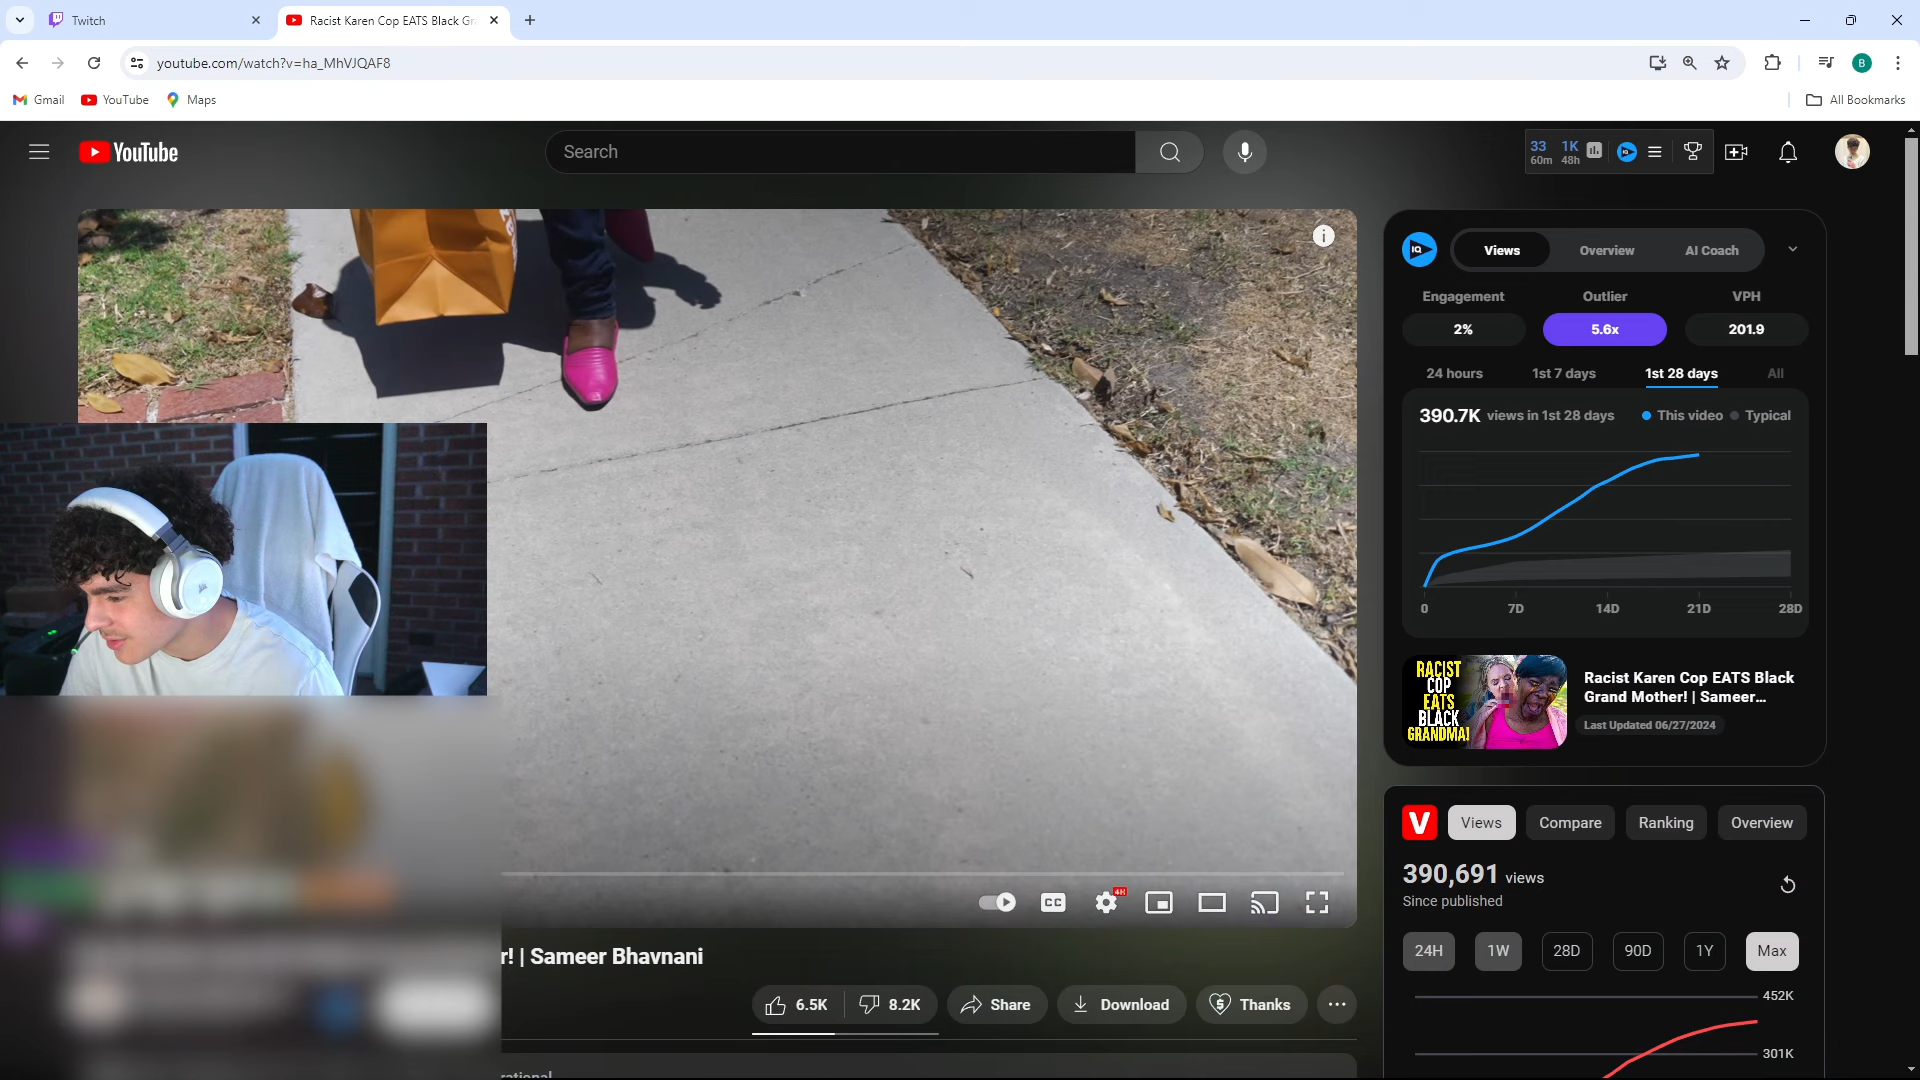 Twitch
Racist Karen Cop EATS Black Gr
youtube.com/watch?v=ha_MhVJQAF8
B
Gmail
YouTube
Maps
All Bookmarks
YouTube
Search
33
60m
1K
48h
IQ
IQ
Views
Overview
AI Coach
Engagement
Outlier
VPH
2%
5.6x
201.9
24 hours
1st 7 days
1st 28 days
All
390.7K views in 1st 28 days
This video
Typical
0
7D
14D
21D
28D
RACIST
COP
EATS
BLACK
GRANDMA!
Racist Karen Cop EATS Black
Grand Mother! | Sameer...
Last Updated 06/27/2024
CC
4K
V
Views
Compare
Ranking
Overview
390,691 views
Since published
24H
1W
28D
90D
1Y
Max
452K
301K
r! | Sameer Bhavnani
6.5K
8.2K
Share
Download
Thanks